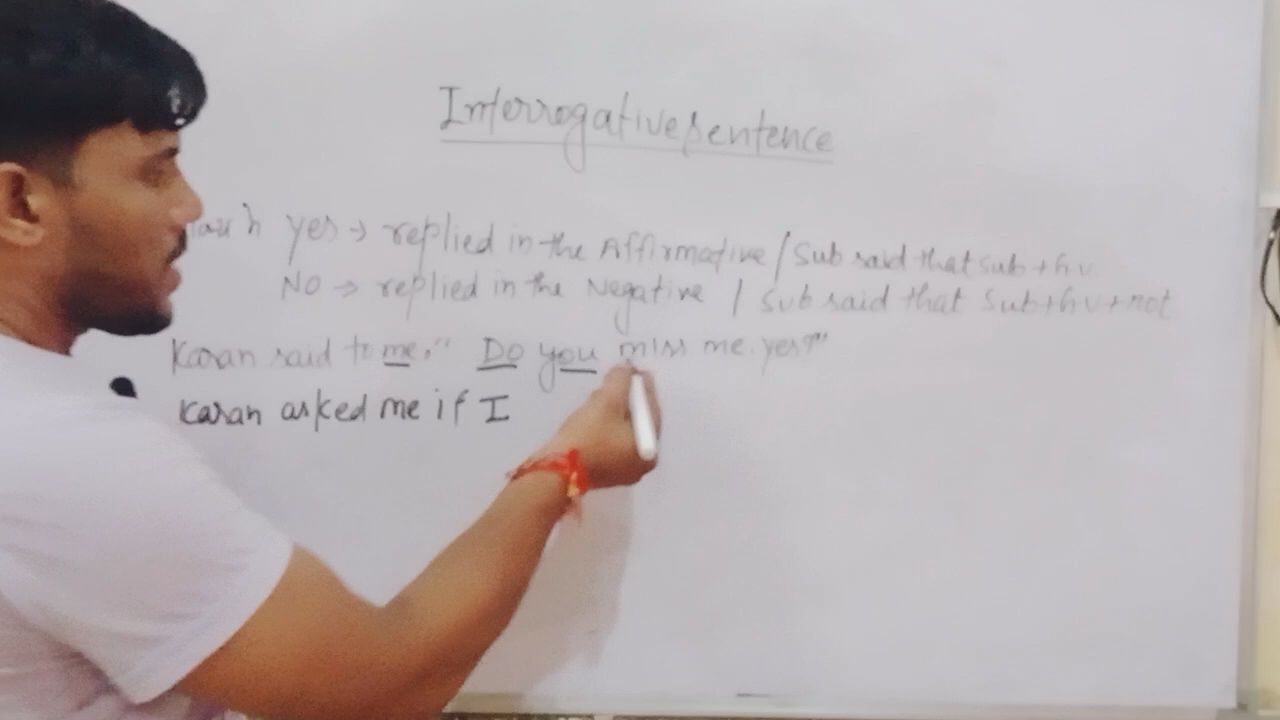 Interrogative sentence
yes → replied in the Affirmative / Sub said that sub + h v
NO → replied in the Negative / Sub said that Sub + h v + not
Karan said to me," Do you miss me. yes?"
Karan asked me if I